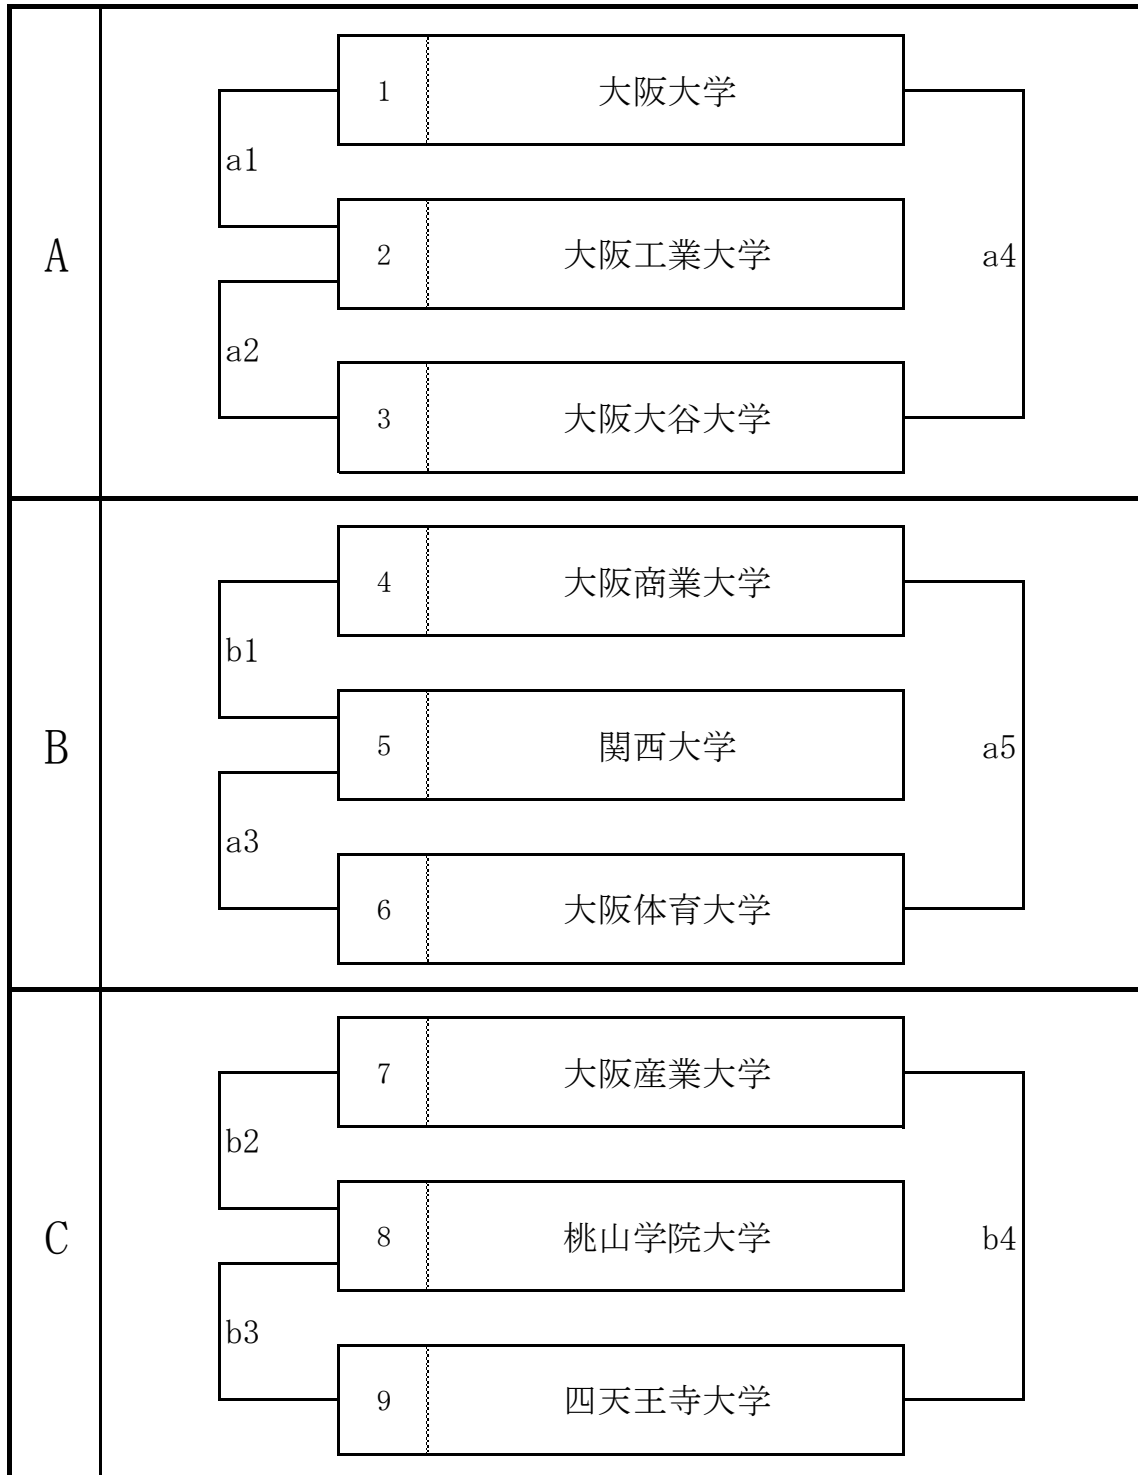 1 大阪大学
a1
A 2 大阪工業大学 a4
a2
3 大阪大谷大学
4 大阪商業大学
b1
B 5 関西大学 a5
a3
6 大阪体育大学
7 大阪産業大学
b2
C 8 桃山学院大学 b4
b3
9 四天王寺大学